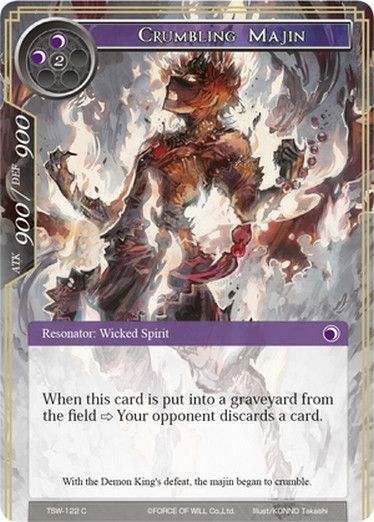 Crumbling Majin
2
ATK 900 / DEF 900
Resonator: Wicked Spirit
When this card is put into a graveyard from
the field ⇨ Your opponent discards a card.
With the Demon King's defeat, the majin began to crumble.
TSW-122 C ©FORCE OF WILL Co.,Ltd. Illust/KONNO Takashi